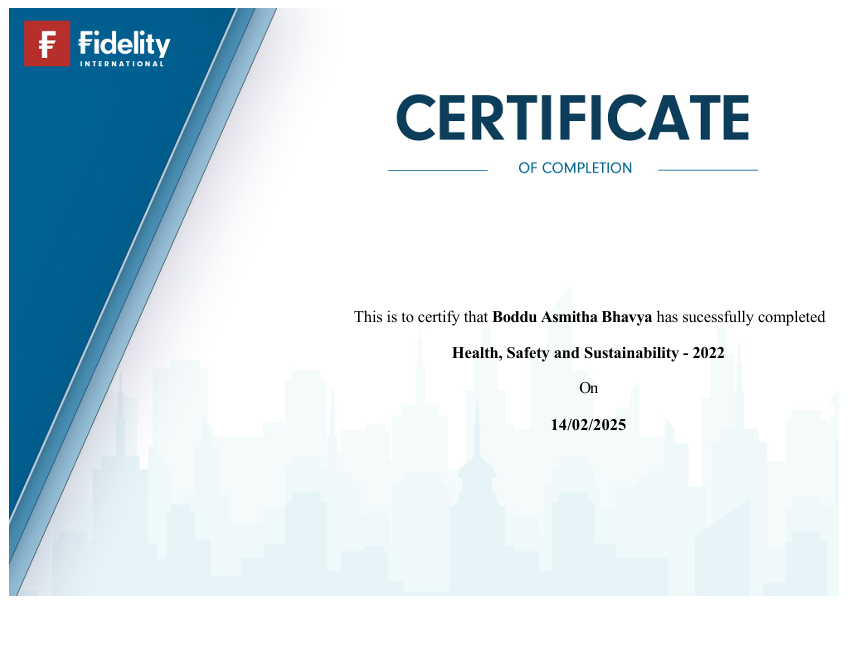 Fidelity
INTERNATIONAL
CERTIFICATE
OF COMPLETION
This is to certify that Boddu Asmitha Bhavya has sucessfully completed
Health, Safety and Sustainability - 2022
On
14/02/2025